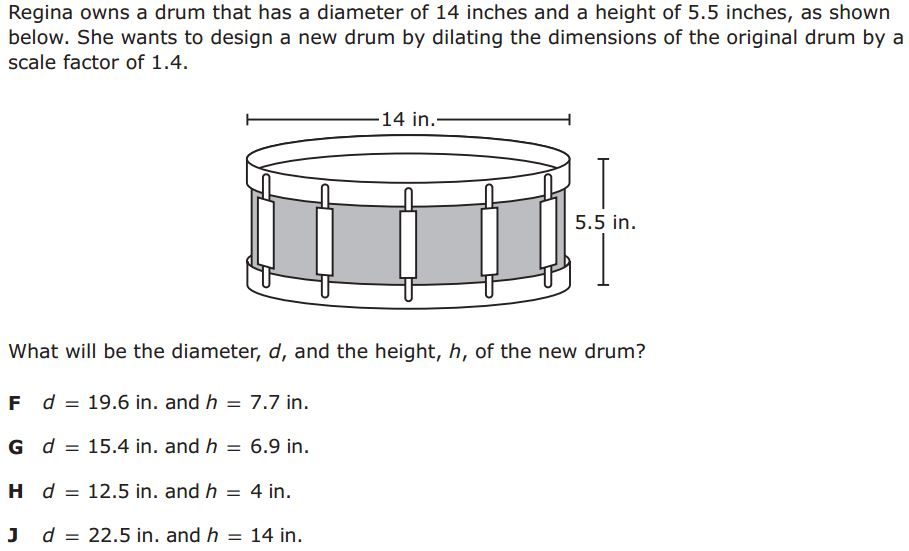 Regina owns a drum that has a diameter of 14 inches and a height of 5.5 inches, as shown
below. She wants to design a new drum by dilating the dimensions of the original drum by a
scale factor of 1.4.
14 in.
5.5 in.
What will be the diameter, d, and the height, h, of the new drum?
F d = 19.6 in. and h = 7.7 in.
G d = 15.4 in. and h = 6.9 in.
H d = 12.5 in. and h = 4 in.
J d = 22.5 in. and h = 14 in.